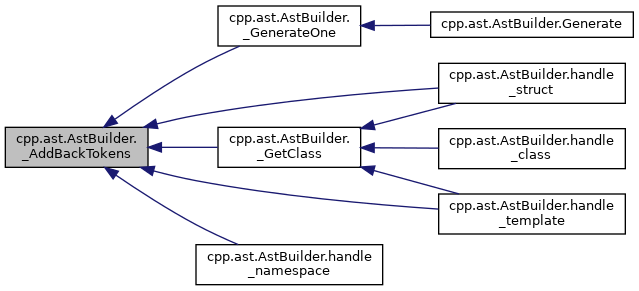 cpp.ast.AstBuilder.
_GenerateOne
cpp.ast.AstBuilder.Generate
cpp.ast.AstBuilder.handle
_struct
cpp.ast.AstBuilder.
_AddBackTokens
cpp.ast.AstBuilder.
_GetClass
cpp.ast.AstBuilder.handle
_class
cpp.ast.AstBuilder.handle
_template
cpp.ast.AstBuilder.handle
_namespace